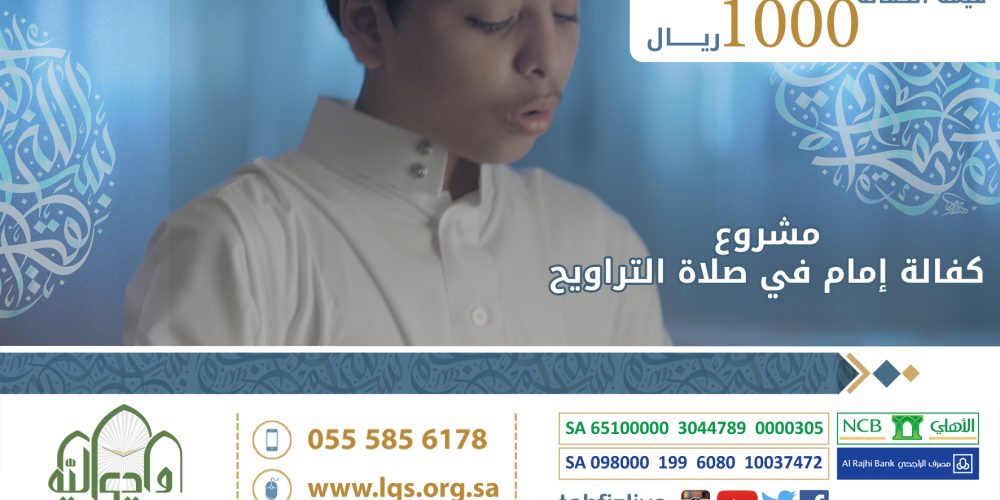 1000 ريـــال
مشروع
كفالة إمام في صلاة التراويح
055 585 6178
www.lqs.org.sa
SA 65100000 3044789 0000305
NCB الأهلي
SA 098000 199 6080 10037472
Al Rajhi Bank مصرف الراجحي